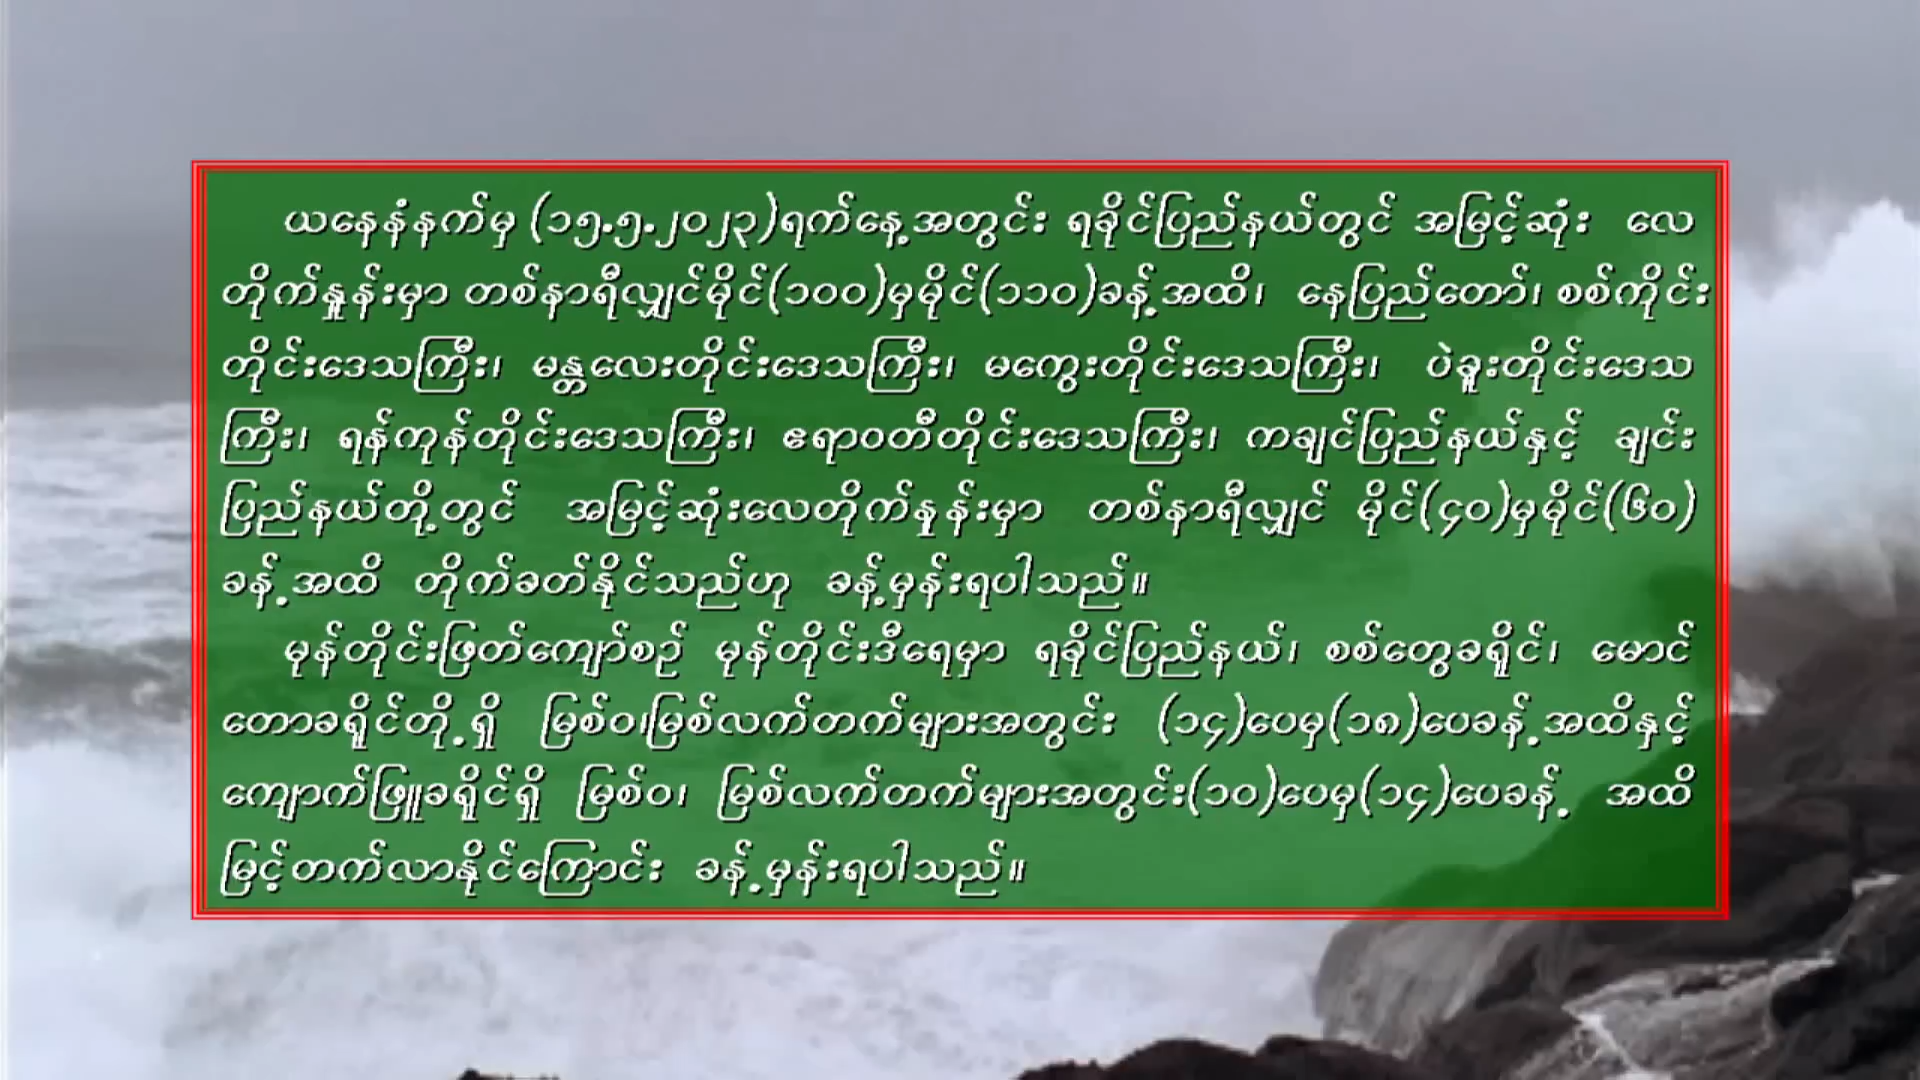 ယနေနံနက်မှ (၁၅.၅.၂၀၂၃)ရက်နေ့အတွင်း ရခိုင်ပြည်နယ်တွင် အမြင့်ဆုံး လေ
တိုက်နှုန်းမှာ တစ်နာရီလျှင်မိုင်(၁၀၀)မှမိုင်(၁၁၀)ခန့်အထိ၊ နေပြည်တော်၊ စစ်ကိုင်း
တိုင်းဒေသကြီး၊ မန္တလေးတိုင်းဒေသကြီး၊ မကွေးတိုင်းဒေသကြီး၊ ပဲခူးတိုင်းဒေသ
ကြီး၊ ရန်ကုန်တိုင်းဒေသကြီး၊ ဧရာဝတီတိုင်းဒေသကြီး၊ ကချင်ပြည်နယ်နှင့် ချင်း
ပြည်နယ်တို့တွင် အမြင့်ဆုံးလေတိုက်နှုန်းမှာ တစ်နာရီလျှင် မိုင်(၄၀)မှမိုင်(၆၀)
ခန့်အထိ တိုက်ခတ်နိုင်သည်ဟု ခန့်မှန်းရပါသည်။
မုန်တိုင်းဖြတ်ကျော်စဉ် မုန်တိုင်းဒီရေမှာ ရခိုင်ပြည်နယ်၊ စစ်တွေခရိုင်၊ မောင်
တောခရိုင်တို့ရှိ မြစ်ဝ၊မြစ်လက်တက်များအတွင်း (၁၄)ပေမှ(၁၈)ပေခန့်အထိနှင့်
ကျောက်ဖြူခရိုင်ရှိ မြစ်ဝ၊ မြစ်လက်တက်များအတွင်း(၁၀)ပေမှ(၁၄)ပေခန့် အထိ
မြင့်တက်လာနိုင်ကြောင်း ခန့်မှန်းရပါသည်။